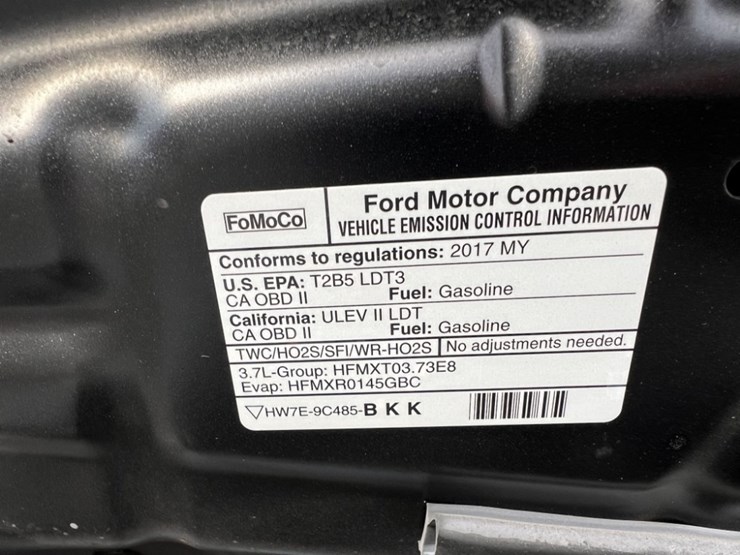 FoMoCo
Ford Motor Company
VEHICLE EMISSION CONTROL INFORMATION
Conforms to regulations: 2017 MY
U.S. EPA: T2B5 LDT3
CA OBD II Fuel: Gasoline
California: ULEV II LDT
CA OBD II Fuel: Gasoline
TWC/HO2S/SFI/WR-HO2S No adjustments needed.
3.7L-Group: HFMXT03.73E8
Evap: HFMXR0145GBC
HW7E-9C485-B K K